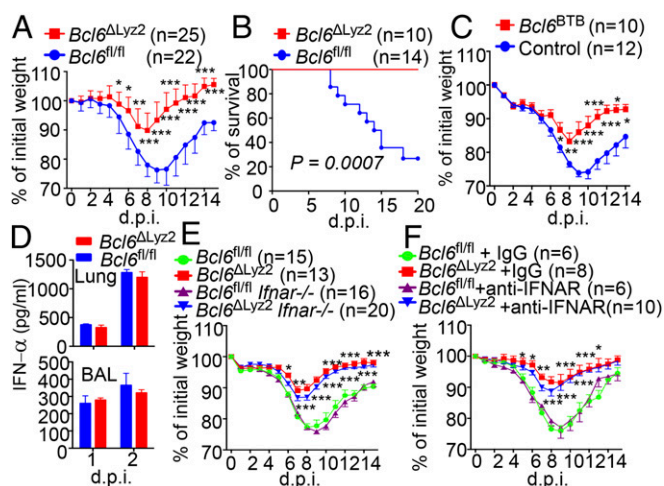 A
Bcl6ΔLyz2 (n=25)
Bcl6fl/fl (n=22)
% of initial weight
110
100
90
80
70
* * ** *** *** *** *** *** ***
0 2 4 6 8 10 12 14
d.p.i.
B
Bcl6ΔLyz2 (n=10)
Bcl6fl/fl (n=14)
% of survival
100
80
60
40
20
P = 0.0007
0 5 10 15 20
d.p.i.
C
Bcl6BTB (n=10)
Control (n=12)
% of initial weight
110
100
90
80
70
0 2 4 6 8 10 12 14
d.p.i.
D
Bcl6ΔLyz2
Bcl6fl/fl
IFN-α (pg/ml)
Lung
1500
1000
500
0
BAL
500
400
300
200
100
0
1 2
d.p.i.
E
Bcl6fl/fl (n=15)
Bcl6ΔLyz2 (n=13)
Bcl6fl/fl Ifnar-/- (n=16)
Bcl6ΔLyz2 Ifnar-/- (n=20)
% of initial weight
110
100
90
80
70
0 2 4 6 8 10 12 14
d.p.i.
F
Bcl6fl/fl + IgG (n=6)
Bcl6ΔLyz2 +IgG (n=8)
Bcl6fl/fl +anti-IFNAR (n=6)
Bcl6ΔLyz2 +anti-IFNAR(n=10)
% of initial weight
110
100
90
80
70
0 2 4 6 8 10 12 14
d.p.i.